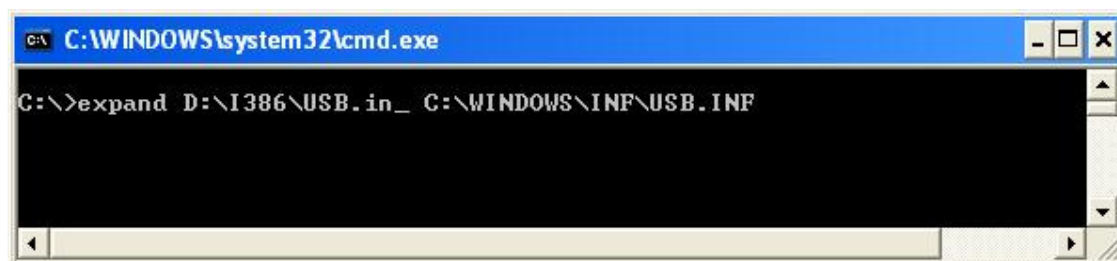 C:\WINDOWS\system32\cmd.exe
C:\>expand D:\I386\USB.in_ C:\WINDOWS\INF\USB.INF